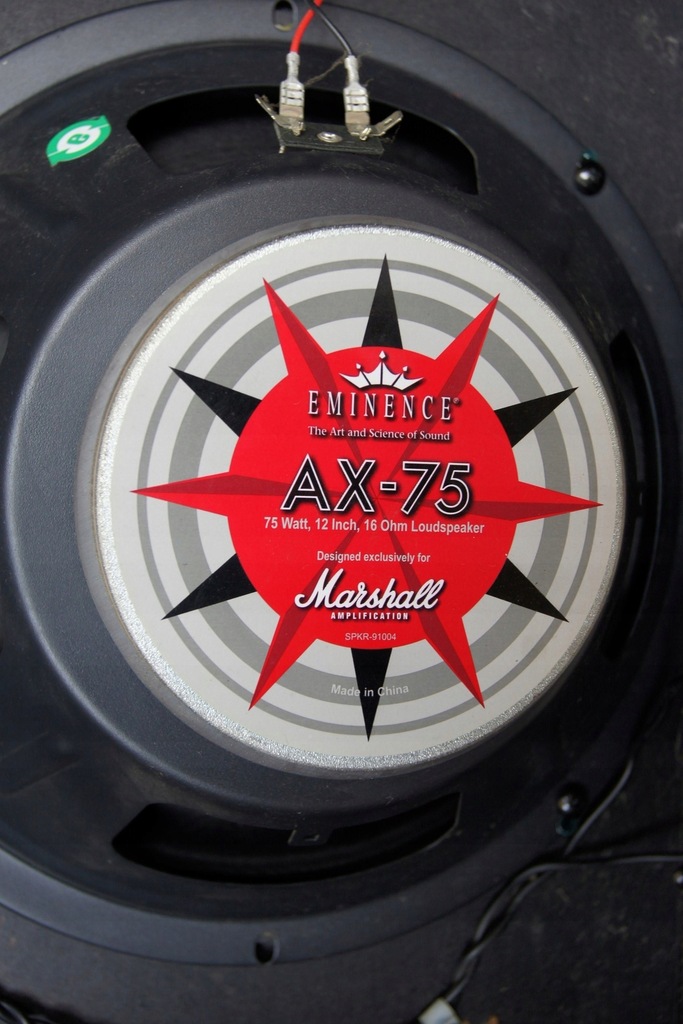 EMINENCE®
The Art and Science of Sound
AX-75
75 Watt, 12 Inch, 16 Ohm Loudspeaker
Designed exclusively for
Marshall
AMPLIFICATION
SPKR-91004
Made in China